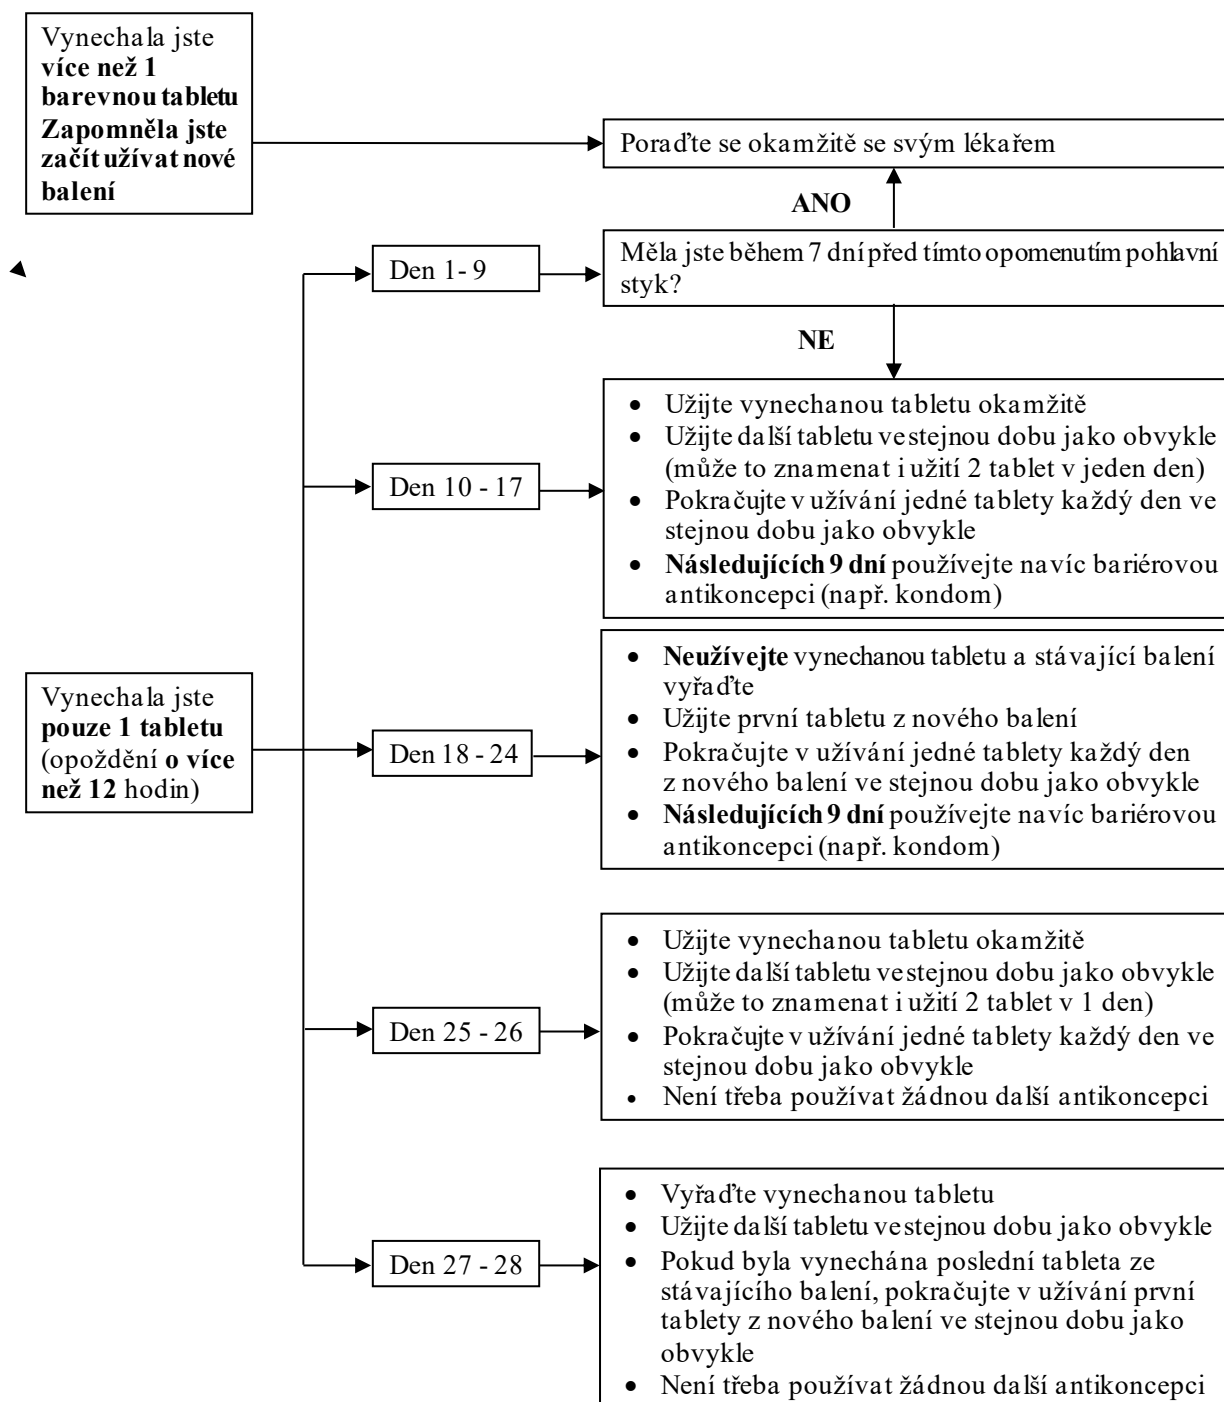 Vynechala jste
více než 1
barevnou tabletu
Zapomněla jste
začít užívat nové
balení
Poraďte se okamžitě se svým lékařem
ANO
Den 1- 9
Měla jste během 7 dní před tímto opomenutím pohlavní
styk?
NE
Den 10 - 17
• Užijte vynechanou tabletu okamžitě
• Užijte další tabletu ve stejnou dobu jako obvykle
(může to znamenat i užití 2 tablet v jeden den)
• Pokračujte v užívání jedné tablety každý den ve
stejnou dobu jako obvykle
• Následujících 9 dní používejte navíc bariérovou
antikoncepci (např. kondom)
Vynechala jste
pouze 1 tabletu
(opoždění o více
než 12 hodin)
Den 18 - 24
• Neužívejte vynechanou tabletu a stávající balení
vyřaďte
• Užijte první tabletu z nového balení
• Pokračujte v užívání jedné tablety každý den
z nového balení ve stejnou dobu jako obvykle
• Následujících 9 dní používejte navíc bariérovou
antikoncepci (např. kondom)
Den 25 - 26
• Užijte vynechanou tabletu okamžitě
• Užijte další tabletu ve stejnou dobu jako obvykle
(může to znamenat i užití 2 tablet v 1 den)
• Pokračujte v užívání jedné tablety každý den ve
stejnou dobu jako obvykle
• Není třeba používat žádnou další antikoncepci
Den 27 - 28
• Vyřaďte vynechanou tabletu
• Užijte další tabletu ve stejnou dobu jako obvykle
• Pokud byla vynechána poslední tableta ze
stávajícího balení, pokračujte v užívání první
tablety z nového balení ve stejnou dobu jako
obvykle
• Není třeba používat žádnou další antikoncepci